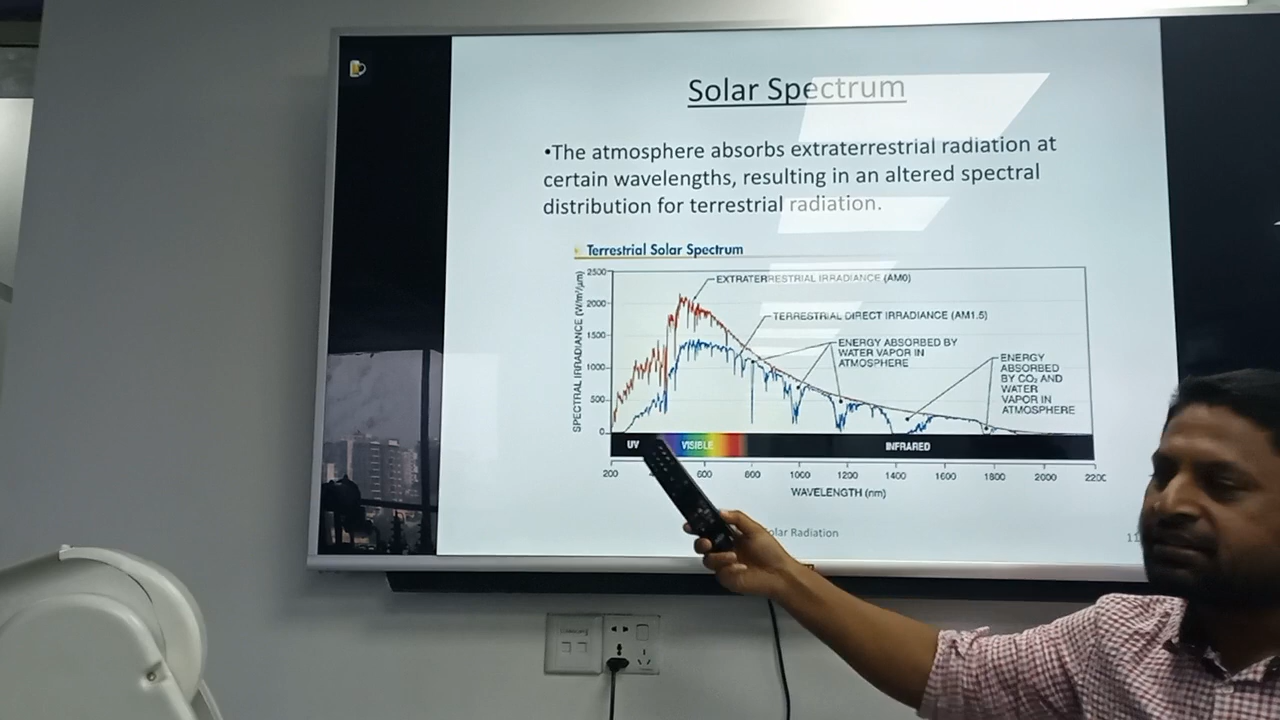 Solar Spectrum
•The atmosphere absorbs extraterrestrial radiation at
certain wavelengths, resulting in an altered spectral
distribution for terrestrial radiation.
Terrestrial Solar Spectrum
SPECTRAL IRRADIANCE (W/m²/μm)
2500
2000
1500
1000
500
0
EXTRATERRESTRIAL IRRADIANCE (AM0)
TERRESTRIAL DIRECT IRRADIANCE (AM1.5)
ENERGY ABSORBED BY
WATER VAPOR IN
ATMOSPHERE
ENERGY
ABSORBED
BY CO₂ AND
WATER
VAPOR IN
ATMOSPHERE
UV VISIBLE INFRARED
200 600 800 1000 1200 1400 1600 1800 2000 2200
WAVELENGTH (nm)
olar Radiation
11